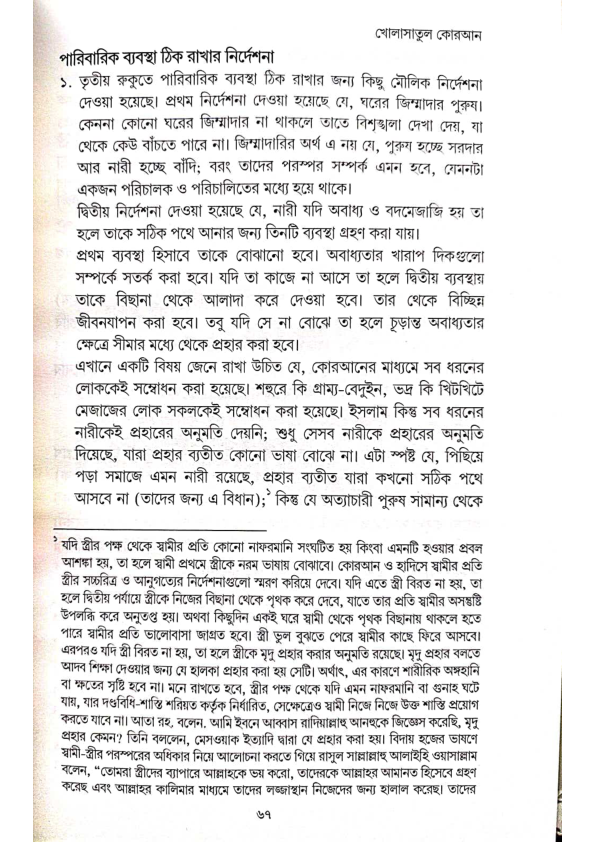 খোলাসাতুল কোরআন
পারিবারিক ব্যবস্থা ঠিক রাখার নির্দেশনা
১. তৃতীয় রুকুতে পারিবারিক ব্যবস্থা ঠিক রাখার জন্য কিছু মৌলিক নির্দেশনা
দেওয়া হয়েছে। প্রথম নির্দেশনা দেওয়া হয়েছে যে, ঘরের জিম্মাদার পুরুষ।
কেননা কোনো ঘরের জিম্মাদার না থাকলে তাতে বিশৃঙ্খলা দেখা দেয়, যা
থেকে কেউ বাঁচতে পারে না। জিম্মাদারির অর্থ এ নয় যে, পুরুষ হচ্ছে সরদার
আর নারী হচ্ছে বাঁদি; বরং তাদের পরস্পর সম্পর্ক এমন হবে, যেমনটা
একজন পরিচালক ও পরিচালিতের মধ্যে হয়ে থাকে।
দ্বিতীয় নির্দেশনা দেওয়া হয়েছে যে, নারী যদি অবাধ্য ও বদমেজাজি হয় তা
হলে তাকে সঠিক পথে আনার জন্য তিনটি ব্যবস্থা গ্রহণ করা যায়।
প্রথম ব্যবস্থা হিসাবে তাকে বোঝানো হবে। অবাধ্যতার খারাপ দিকগুলো
সম্পর্কে সতর্ক করা হবে। যদি তা কাজে না আসে তা হলে দ্বিতীয় ব্যবস্থায়
তাকে বিছানা থেকে আলাদা করে দেওয়া হবে। তার থেকে বিচ্ছিন্ন
জীবনযাপন করা হবে। তবু যদি সে না বোঝে তা হলে চূড়ান্ত অবাধ্যতার
ক্ষেত্রে সীমার মধ্যে থেকে প্রহার করা হবে।
এখানে একটি বিষয় জেনে রাখা উচিত যে, কোরআনের মাধ্যমে সব ধরনের
লোককেই সম্বোধন করা হয়েছে। শহুরে কি গ্রাম্য-বেদুইন, ভদ্র কি খিটখিটে
মেজাজের লোক সকলকেই সম্বোধন করা হয়েছে। ইসলাম কিন্তু সব ধরনের
নারীকেই প্রহারের অনুমতি দেয়নি; শুধু সেসব নারীকে প্রহারের অনুমতি
দিয়েছে, যারা প্রহার ব্যতীত কোনো ভাষা বোঝে না। এটা স্পষ্ট যে, পিছিয়ে
পড়া সমাজে এমন নারী রয়েছে, প্রহার ব্যতীত যারা কখনো সঠিক পথে
আসবে না (তাদের জন্য এ বিধান);<sup>১</sup> কিন্তু যে অত্যাচারী পুরুষ সামান্য থেকে
<sup>১</sup> যদি স্ত্রীর পক্ষ থেকে স্বামীর প্রতি কোনো নাফরমানি সংঘটিত হয় কিংবা এমনটি হওয়ার প্রবল
আশঙ্কা হয়, তা হলে স্বামী প্রথমে স্ত্রীকে নরম ভাষায় বোঝাবে। কোরআন ও হাদিসে স্বামীর প্রতি
স্ত্রীর সচ্চরিত্র ও আনুগত্যের নির্দেশনাগুলো স্মরণ করিয়ে দেবে। যদি এতে স্ত্রী বিরত না হয়, তা
হলে দ্বিতীয় পর্যায়ে স্ত্রীকে নিজের বিছানা থেকে পৃথক করে দেবে, যাতে তার প্রতি স্বামীর অসন্তুষ্টি
উপলব্ধি করে অনুতপ্ত হয়। অথবা কিছুদিন একই ঘরে স্বামী থেকে পৃথক বিছানায় থাকলে হতে
পারে স্বামীর প্রতি ভালোবাসা জাগ্রত হবে। স্ত্রী ভুল বুঝতে পেরে স্বামীর কাছে ফিরে আসবে।
এরপরও যদি স্ত্রী বিরত না হয়, তা হলে স্ত্রীকে মৃদু প্রহার করার অনুমতি রয়েছে। মৃদু প্রহার বলতে
আদব শিক্ষা দেওয়ার জন্য যে হালকা প্রহার করা হয় সেটি। অর্থাৎ, এর কারণে শারীরিক অঙ্গহানি
বা ক্ষতের সৃষ্টি হবে না। মনে রাখতে হবে, স্ত্রীর পক্ষ থেকে যদি এমন নাফরমানি বা গুনাহ ঘটে
যায়, যার দণ্ডবিধি-শাস্তি শরিয়ত কর্তৃক নির্ধারিত, সেক্ষেত্রেও স্বামী নিজে নিজে উক্ত শাস্তি প্রয়োগ
করতে যাবে না। আতা রহ. বলেন. আমি ইবনে আব্বাস রাদিয়াল্লাহু আনহুকে জিজ্ঞেস করেছি, মৃদু
প্রহার কেমন? তিনি বললেন, মেসওয়াক ইত্যাদি দ্বারা যে প্রহার করা হয়। বিদায় হজের ভাষণে
স্বামী-স্ত্রীর পরস্পরের অধিকার নিয়ে আলোচনা করতে গিয়ে রাসুল সাল্লাল্লাহু আলাইহি ওয়াসাল্লাম
বলেন, “তোমরা স্ত্রীদের ব্যাপারে আল্লাহকে ভয় করো, তাদেরকে আল্লাহর আমানত হিসেবে গ্রহণ
করেছ এবং আল্লাহর কালিমার মাধ্যমে তাদের লজ্জাস্থান নিজেদের জন্য হালাল করেছ। তাদের
৬৭